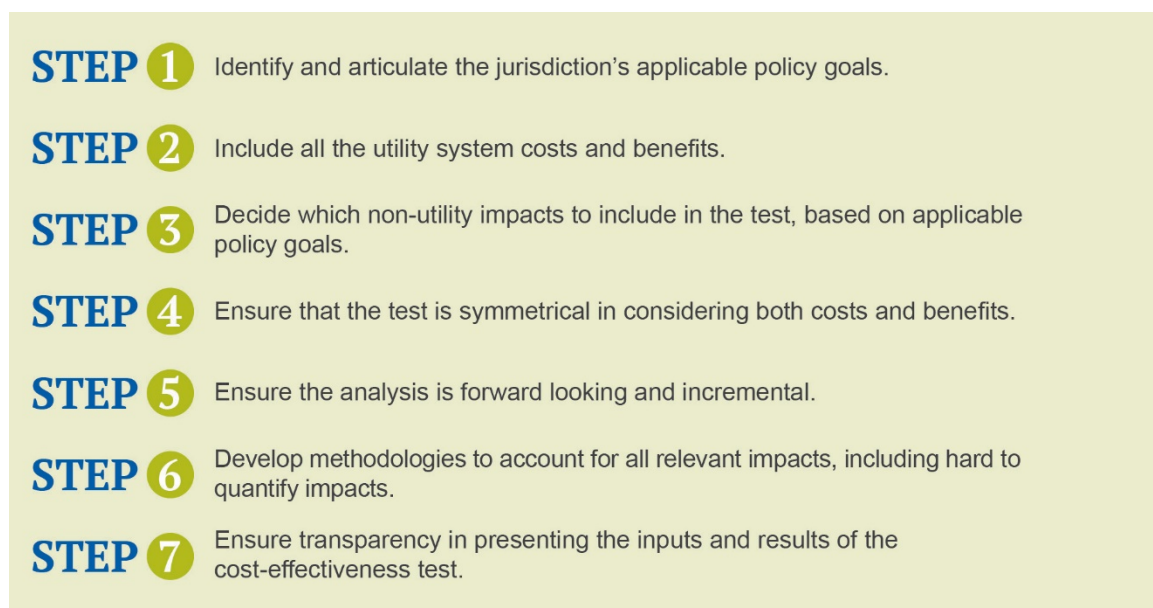 STEP 1 Identify and articulate the jurisdiction's applicable policy goals.
STEP 2 Include all the utility system costs and benefits.
STEP 3 Decide which non-utility impacts to include in the test, based on applicable
policy goals.
STEP 4 Ensure that the test is symmetrical in considering both costs and benefits.
STEP 5 Ensure the analysis is forward looking and incremental.
STEP 6 Develop methodologies to account for all relevant impacts, including hard to
quantify impacts.
STEP 7 Ensure transparency in presenting the inputs and results of the
cost-effectiveness test.